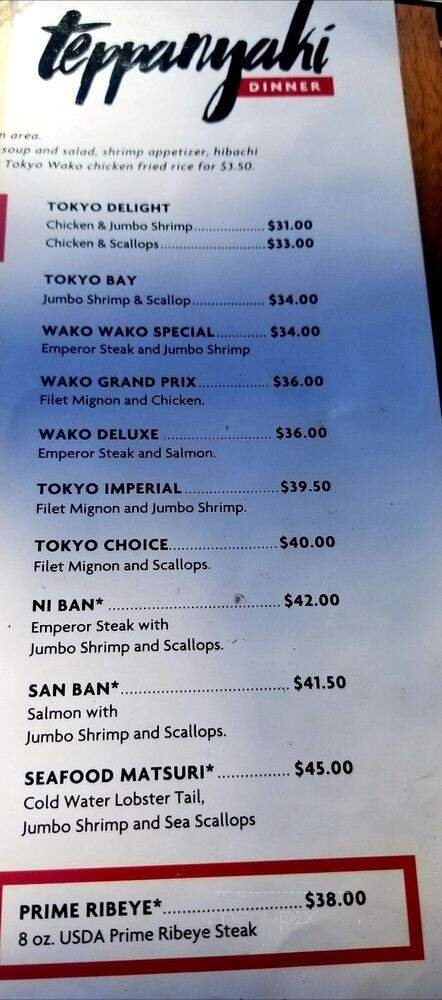 teppanyaki
DINNER
n area.
soup and salad, shrimp appetizer, hibachi
Tokyo Wako chicken fried rice for $3.50.
TOKYO DELIGHT
Chicken & Jumbo Shrimp.................... $31.00
Chicken & Scallops..............................$33.00
TOKYO BAY
Jumbo Shrimp & Scallop.................... $34.00
WAKO WAKO SPECIAL............. $34.00
Emperor Steak and Jumbo Shrimp
WAKO GRAND PRIX.................. $36.00
Filet Mignon and Chicken.
WAKO DELUXE ........................... $36.00
Emperor Steak and Salmon.
TOKYO IMPERIAL........................$39.50
Filet Mignon and Jumbo Shrimp.
TOKYO CHOICE...........................$40.00
Filet Mignon and Scallops.
NI BAN* ........................................... $42.00
Emperor Steak with
Jumbo Shrimp and Scallops.
SAN BAN*......................................... $41.50
Salmon with
Jumbo Shrimp and Scallops.
SEAFOOD MATSURI*................. $45.00
Cold Water Lobster Tail,
Jumbo Shrimp and Sea Scallops
PRIME RIBEYE*................................$38.00
8 oz. USDA Prime Ribeye Steak